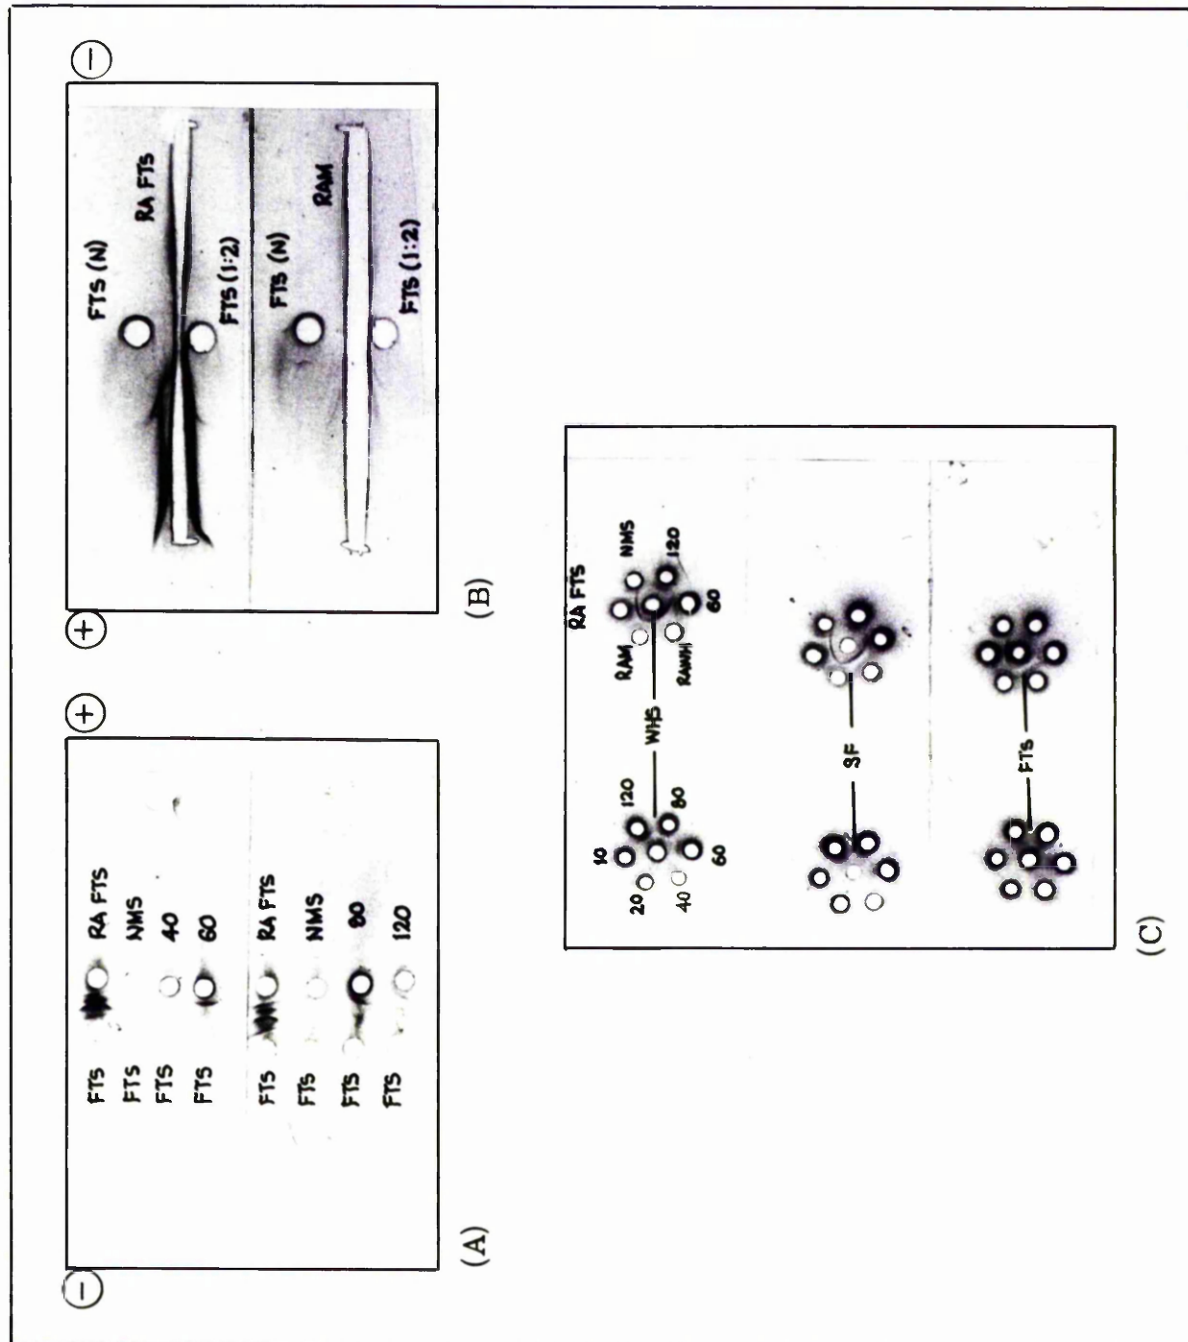 − +
FTS RA FTS
FTS NMS
FTS 40
FTS 60
FTS RA FTS
FTS NMS
FTS 80
FTS 120
(A)
+ −
FTS (N)
RA FTS
FTS (1:2)
FTS (N)
RAM
FTS (1:2)
(B)
10 120
20 80
40 60
WHS
RA FTS
RAM NMS
RAWH 120
60
SF
FTS
(C)